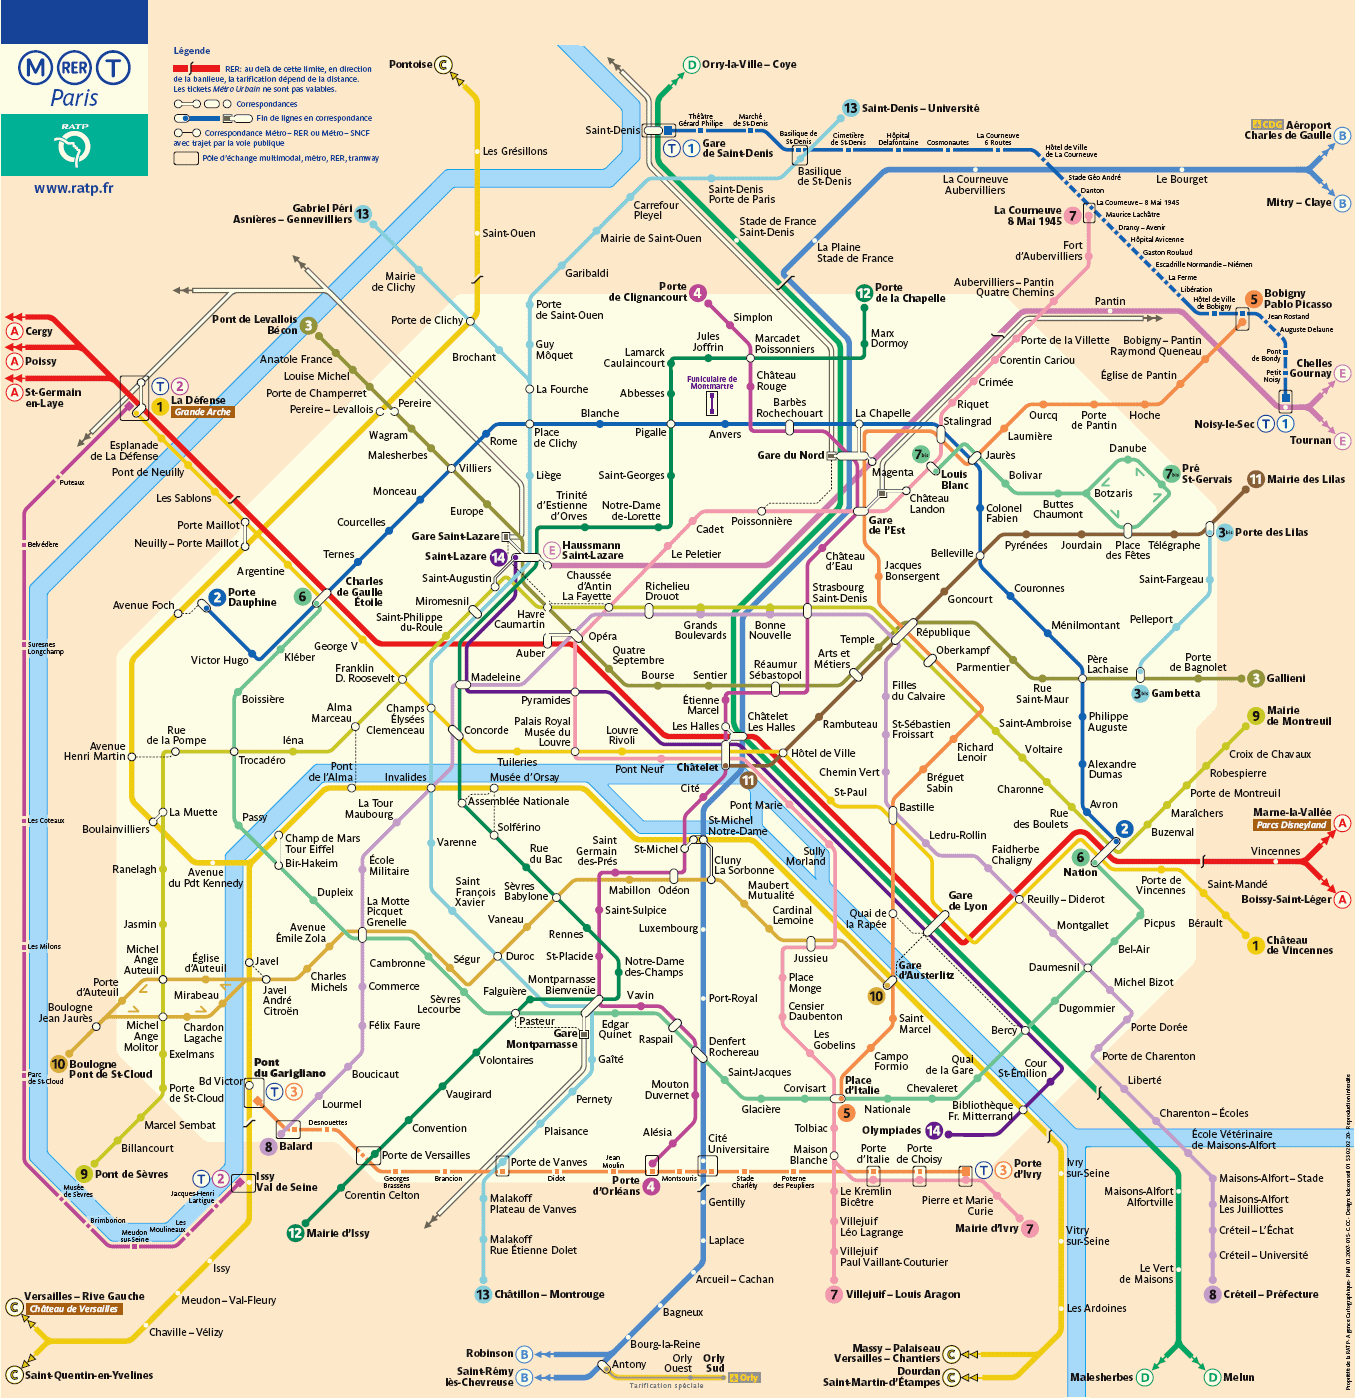 M RER T
Paris
RATP
www.ratp.fr
Légende
RER: au delà de cette limite, en direction
de la banlieue, la tarification dépend de la distance.
Les tickets Métro Urbain ne sont pas valables.
Correspondances
Fin de lignes en correspondance
Correspondance Métro – RER ou Métro – SNCF
avec trajet par la voie publique
Pôle d'échange multimodal, métro, RER, tramway
Pontoise C
D Orry-la-Ville – Coye
13 Saint-Denis – Université
Saint-Denis
Théâtre
Gérard Philipe
Marché
de St-Denis
T 1 Gare
de Saint-Denis
Basilique de
St-Denis
Cimetière
de St-Denis
Hôpital
Delafontaine
Cosmonautes
La Courneuve
6 Routes
Hôtel de Ville
de La Courneuve
Stade Géo André
Danton
La Courneuve – 8 Mai 1945
Maurice Lachâtre
Drancy – Avenir
Hôpital Avicenne
Gaston Roulaud
Escadrille Normandie – Niémen
La Ferme
Libération
Hôtel de Ville
de Bobigny
Jean Rostand
Auguste Delaune
Pont
de Bondy
Petit
Noisy
Noisy-le-Sec T 1
CDG Aéroport
Charles de Gaulle B
Mitry – Claye B
Le Bourget
La Courneuve
Aubervilliers
La Plaine
Stade de France
Stade de France
Saint-Denis
Basilique
de St-Denis
Saint-Denis
Porte de Paris
Carrefour
Pleyel
Mairie de Saint-Ouen
Garibaldi
Porte
de Saint-Ouen
Guy
Môquet
La Fourche
Brochant
Porte de Clichy
Mairie
de Clichy
Gabriel Péri
Asnières – Gennevilliers 13
Les Grésillons
Saint-Ouen
La Courneuve
8 Mai 1945 7
Fort
d'Aubervilliers
Aubervilliers – Pantin
Quatre Chemins
Porte de la Villette
Corentin Cariou
Crimée
Riquet
Stalingrad
Pantin
5 Bobigny
Pablo Picasso
Bobigny – Pantin
Raymond Queneau
Église de Pantin
Hoche
Porte
de Pantin
Ourcq
Laumière
Jaurès
Chelles
Gournay E
Tournan E
Porte
de Clignancourt 4
Simplon
Marcadet
Poissonniers
Jules
Joffrin
Château
Rouge
Barbès
Rochechouart
12 Porte
de la Chapelle
Marx
Dormoy
Lamarck
Caulaincourt
Abbesses
Funiculaire de
Montmartre
Pigalle
Anvers
La Chapelle
Blanche
Place
de Clichy
Rome
Villiers
Liège
Saint-Georges
Trinité
d'Estienne
d'Orves
Notre-Dame
de-Lorette
Gare du Nord
Magenta
7bis Louis
Blanc
Château
Landon
Gare
de l'Est
Bolivar
Buttes
Chaumont
Botzaris
Danube
7bis Pré
St-Gervais
Place
des Fêtes
11 Mairie des Lilas
3bis Porte des Lilas
Télégraphe
Jourdain
Pyrénées
Belleville
Colonel
Fabien
Saint-Fargeau
Pelleport
3bis Gambetta
Porte
de Bagnolet
3 Gallieni
A Cergy
A Poissy
A St-Germain
en-Laye
T 2
1 La Défense
Grande Arche
Esplanade
de La Défense
Pont de Neuilly
Les Sablons
Porte Maillot
Neuilly – Porte Maillot
Argentine
Pont de Levallois
Bécon 3
Anatole France
Louise Michel
Porte de Champerret
Pereire – Levallois
Pereire
Wagram
Malesherbes
Monceau
Courcelles
Ternes
Europe
Gare Saint-Lazare
Saint-Lazare 14
E Haussmann
Saint-Lazare
Saint-Augustin
Miromesnil
Saint-Philippe
du-Roule
Chaussée
d'Antin
La Fayette
Havre
Caumartin
Auber
Opéra
Poissonnière
Cadet
Le Peletier
Richelieu
Drouot
Grands
Boulevards
Bonne
Nouvelle
Strasbourg
Saint-Denis
Château
d'Eau
Jacques
Bonsergent
République
Goncourt
Couronnes
Ménilmontant
Père
Lachaise
Avenue Foch
2 Porte
Dauphine
Victor Hugo
6 Charles
de Gaulle
Étoile
Kléber
Boissière
George V
Franklin
D. Roosevelt
Alma
Marceau
Champs
Élysées
Clemenceau
Concorde
Madeleine
Pyramides
Quatre
Septembre
Bourse
Sentier
Réaumur
Sébastopol
Arts et
Métiers
Temple
Oberkampf
Parmentier
Rue
Saint-Maur
Filles
du Calvaire
St-Sébastien
Froissart
Saint-Ambroise
Voltaire
Charonne
Rue
des Boulets
Richard
Lenoir
Bréguet
Sabin
Chemin Vert
Bastille
Rambuteau
Étienne
Marcel
Les Halles
Châtelet
Les Halles
Hôtel de Ville
St-Paul
Châtelet
11
Pont Marie
Cité
Palais Royal
Musée du
Louvre
Louvre
Rivoli
Tuileries
Pont Neuf
Avenue
Henri Martin
Rue
de la Pompe
Iéna
Trocadéro
Pont
de l'Alma
Invalides
Musée d'Orsay
Assemblée Nationale
Solférino
Rue
du Bac
Sèvres
Babylone
La Muette
Boulainvilliers
Passy
Ranelagh
Jasmin
Champ de Mars
Tour Eiffel
Bir-Hakeim
Avenue
du Pdt Kennedy
Dupleix
La Tour
Maubourg
École
Militaire
La Motte
Picquet
Grenelle
Varenne
Saint
François
Xavier
Saint
Germain
des-Prés
St-Michel
St-Michel
Notre-Dame
Cluny
La Sorbonne
Mabillon
Odéon
Saint-Sulpice
Luxembourg
Maubert
Mutualité
Cardinal
Lemoine
Jussieu
Sully
Morland
Quai de
la Rapée
Gare
de Lyon
Ledru-Rollin
Faidherbe
Chaligny
Reuilly – Diderot
Montgallet
Daumesnil
Philippe
Auguste
Alexandre
Dumas
Avron
2
6 Nation
Buzenval
Maraîchers
Porte de Montreuil
Robespierre
Croix de Chavaux
9 Mairie
de Montreuil
Marne-la-Vallée A
Parcs Disneyland
Vincennes
Boissy-Saint-Léger A
Porte de
Vincennes
Saint-Mandé
Bérault
1 Château
de Vincennes
Picpus
Bel-Air
Michel Bizot
Porte Dorée
Porte de Charenton
Liberté
Charenton – Écoles
École Vétérinaire
de Maisons-Alfort
Maisons-Alfort – Stade
Maisons-Alfort
Les Juilliottes
Créteil – L'Échat
Créteil – Université
8 Créteil – Préfecture
Puteaux
Belvédère
Suresnes
Longchamp
Les Coteaux
Les Milons
Parc
de St-Cloud
Musée
de Sèvres
Brimborion
Meudon
sur-Seine
Les
Moulineaux
Jacques-Henri
Lartigue
T 2 Issy
Val de Seine
Michel
Ange
Auteuil
Église
d'Auteuil
Porte
d'Auteuil
Boulogne
Jean Jaurès
Mirabeau
Michel
Ange
Molitor
Chardon
Lagache
10 Boulogne
Pont de St-Cloud
Exelmans
Porte
de St-Cloud
Marcel Sembat
Billancourt
9 Pont de Sèvres
Javel
Javel
André
Citroën
Charles
Michels
Avenue
Émile Zola
Cambronne
Commerce
Félix Faure
Boucicaut
Lourmel
8 Balard
Pont
du Garigliano
T 3
Bd Victor
Desnouettes
Ségur
Sèvres
Lecourbe
Duroc
Vaneau
Rennes
St-Placide
Notre-Dame
des-Champs
Montparnasse
Bienvenüe
Falguière
Pasteur
Gare
Montparnasse
Edgar
Quinet
Vavin
Raspail
Port-Royal
Denfert
Rochereau
Volontaires
Vaugirard
Convention
Porte de Versailles
Corentin Celton
12 Mairie d'Issy
Gaîté
Pernety
Plaisance
Porte de Vanves
Malakoff
Plateau de Vanves
Malakoff
Rue Étienne Dolet
13 Châtillon – Montrouge
Georges
Brassens
Brancion
Didot
Jean
Moulin
Porte
d'Orléans 4
Mouton
Duvernet
Alésia
Montsouris
Cité
Universitaire
Stade
Charléty
Poterne
des Peupliers
Saint-Jacques
Glacière
Corvisart
Place
d'Italie
5
Nationale
Chevaleret
Quai
de la Gare
Bercy
Dugommier
Place
Monge
Censier
Daubenton
Les
Gobelins
Gare
d'Austerlitz
10
Saint
Marcel
Campo
Formio
Cour
St-Émilion
Bibliothèque
Fr. Mitterrand
Olympiades 14
Tolbiac
Maison
Blanche
Porte
d'Italie
Porte
de Choisy
T 3 Porte
d'Ivry
Le Kremlin
Bicêtre
Villejuif
Léo Lagrange
Villejuif
Paul Vaillant-Couturier
7 Villejuif – Louis Aragon
Pierre et Marie
Curie
Mairie d'Ivry 7
Ivry
sur-Seine
Vitry
sur-Seine
Les Ardoines
Maisons-Alfort
Alfortville
Le Vert
de Maisons
Malesherbes D
D Melun
Gentilly
Laplace
Arcueil – Cachan
Bagneux
Bourg-la-Reine
Robinson B
Saint-Rémy
lès-Chevreuse B
Antony
Orly
Ouest
Orly
Sud
Orly
Tarification spéciale
Massy – Palaiseau
Versailles – Chantiers C
Dourdan
Saint-Martin-d'Étampes C
Issy
Meudon – Val-Fleury
Chaville – Vélizy
C Versailles – Rive Gauche
Château de Versailles
C Saint-Quentin-en-Yvelines